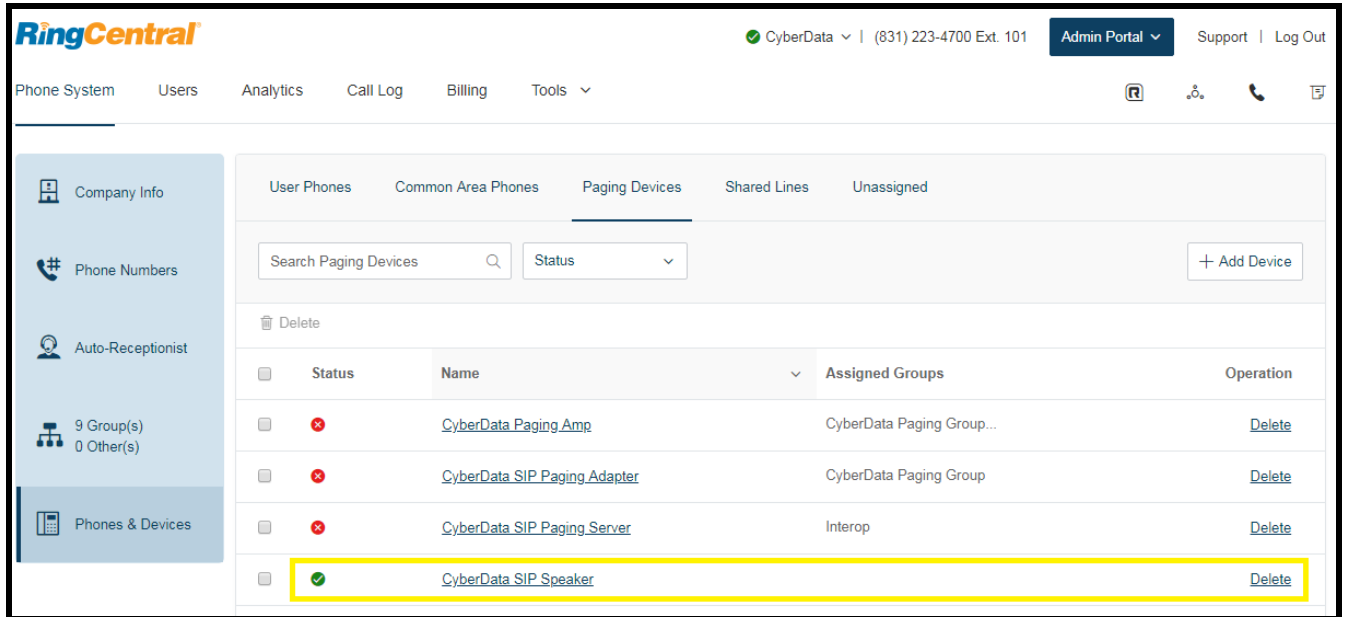 RingCentral®
CyberData | (831) 223-4700 Ext. 101 Admin Portal Support | Log Out
Phone System Users Analytics Call Log Billing Tools
Company Info
Phone Numbers
Auto-Receptionist
9 Group(s)
0 Other(s)
Phones & Devices
User Phones Common Area Phones Paging Devices Shared Lines Unassigned
Search Paging Devices Status + Add Device
Delete
Status Name Assigned Groups Operation
CyberData Paging Amp CyberData Paging Group... Delete
CyberData SIP Paging Adapter CyberData Paging Group Delete
CyberData SIP Paging Server Interop Delete
CyberData SIP Speaker Delete